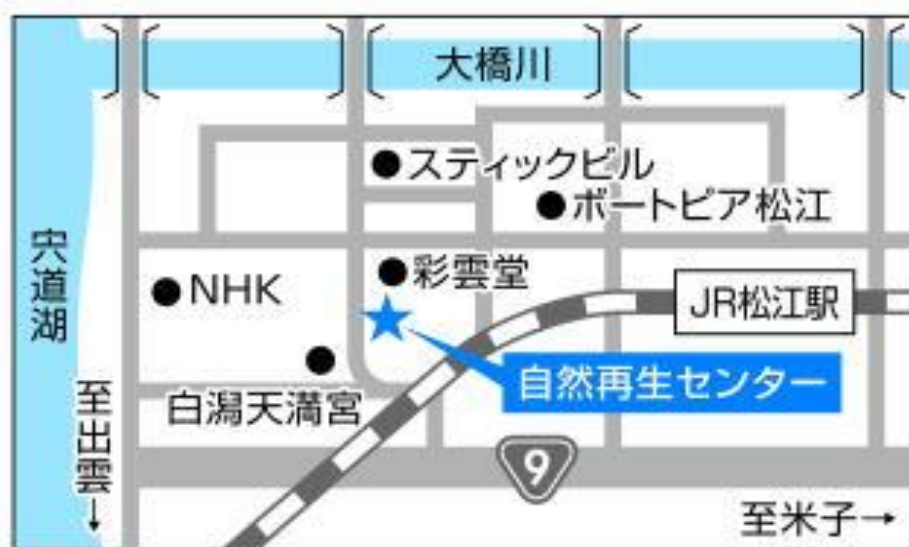 大橋川
スティックビル
ボートピア松江
宍道湖
彩雲堂
NHK
JR松江駅
自然再生センター
白潟天満宮
至出雲↓
9
至米子→